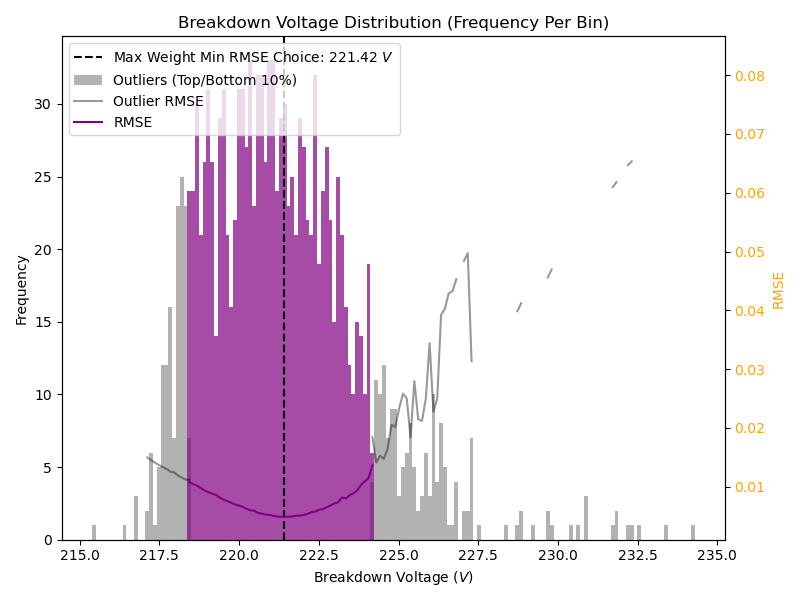 Breakdown Voltage Distribution (Frequency Per Bin)
Max Weight Min RMSE Choice: 221.42 V
Outliers (Top/Bottom 10%)
Outlier RMSE
RMSE
30
25
20
15
10
5
0
Frequency
0.08
0.07
0.06
0.05
0.04
0.03
0.02
0.01
RMSE
215.0 217.5 220.0 222.5 225.0 227.5 230.0 232.5 235.0
Breakdown Voltage (V)